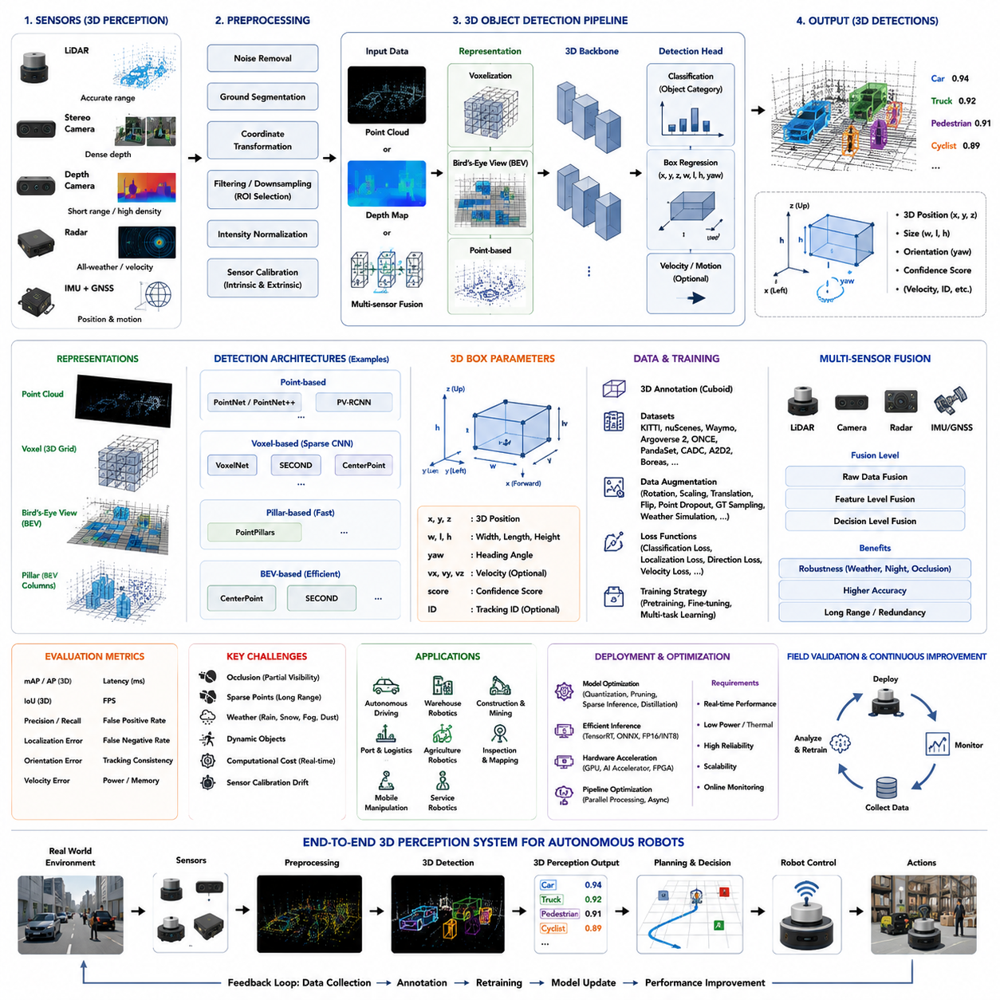 1. SENSORS (3D PERCEPTION)
LiDAR
Accurate range
Stereo
Camera
Dense depth
Depth
Camera
Short range / high density
Radar
All-weather / velocity
IMU + GNSS
Position & motion
2. PREPROCESSING
Noise Removal
Ground Segmentation
Coordinate
Transformation
Filtering / Downsampling
(ROI Selection)
Intensity Normalization
Sensor Calibration
(Intrinsic & Extrinsic)
3. 3D OBJECT DETECTION PIPELINE
Input Data
Point Cloud
or
Depth Map
or
Multi-sensor Fusion
Representation
Voxelization
Bird's-Eye View (BEV)
Point-based
3D Backbone
⋮
Detection Head
Classification
(Object Category)
Box Regression
(x, y, z, w, l, h, yaw)
Velocity / Motion
(Optional)
4. OUTPUT (3D DETECTIONS)
Car 0.94
Truck 0.92
Pedestrian 0.91
Cyclist 0.89
...
z (Up)
h
h
l
yaw
x (Left)
• 3D Position (x, y, z)
• Size (w, l, h)
• Orientation (yaw)
• Confidence Score
• (Velocity, ID, etc.)
REPRESENTATIONS
Point Cloud
Voxel (3D Grid)
Bird's-Eye View
(BEV)
Pillar (BEV
Columns)
DETECTION ARCHITECTURES (Examples)
Point-based
PointNet / PointNet++
PV-RCNN
...
Voxel-based (Sparse CNN)
VoxelNet
SECOND
CenterPoint
...
Pillar-based (Fast)
PointPillars
...
BEV-based (Efficient)
CenterPoint
SECOND
...
3D BOX PARAMETERS
z (Up)
h
hv
w
y (Left)
x (Forward)
x, y, z : 3D Position
w, l, h : Width, Length, Height
yaw : Heading Angle
vx, vy, vz : Velocity (Optional)
score : Confidence Score
ID : Tracking ID (Optional)
DATA & TRAINING
3D Annotation (Cuboid)
Datasets
KITTI, nuScenes, Waymo,
Argoverse 2, ONCE,
PandaSet, CADC, A2D2,
Boreas, ...
Data Augmentation
(Rotation, Scaling, Translation,
Flip, Point Dropout, GT Sampling,
Weather Simulation, ...)
Loss Functions
(Classification Loss,
Localization Loss, Direction Loss,
Velocity Loss, ...)
Training Strategy
(Pretraining, Fine-tuning,
Multi-task Learning)
MULTI-SENSOR FUSION
LiDAR
Camera
Radar
IMU/GNSS
Fusion Level
Raw Data Fusion
Feature Level Fusion
Decision Level Fusion
Benefits
Robustness (Weather, Night, Occlusion)
Higher Accuracy
Long Range / Redundancy
EVALUATION METRICS
mAP / AP (3D)
IoU (3D)
Precision / Recall
Localization Error
Orientation Error
Velocity Error
Latency (ms)
FPS
False Positive Rate
False Negative Rate
Tracking Consistency
Power / Memory
KEY CHALLENGES
Occlusion (Partial Visibility)
Sparse Points (Long Range)
Weather (Rain, Snow, Fog, Dust)
Dynamic Objects
Computational Cost (Real-time)
Sensor Calibration Drift
APPLICATIONS
Autonomous
Driving
Warehouse
Robotics
Construction &
Mining
Port & Logistics
Agriculture
Robotics
Inspection
& Mapping
Mobile
Manipulation
Service
Robotics
DEPLOYMENT & OPTIMIZATION
Model Optimization
(Quantization, Pruning,
Sparse Inference, Distillation)
Efficient Inference
(TensorRT, ONNX, FP16/INT8)
Hardware Acceleration
(GPU, AI Accelerator, FPGA)
Pipeline Optimization
(Parallel Processing, Async)
Requirements
• Real-time Performance
• Low Power / Thermal
• High Reliability
• Scalability
• Online Monitoring
FIELD VALIDATION & CONTINUOUS IMPROVEMENT
Deploy
Monitor
Collect Data
Analyze
& Retrain
END-TO-END 3D PERCEPTION SYSTEM FOR AUTONOMOUS ROBOTS
Real World
Environment
Sensors
Preprocessing
3D Detection
3D Perception Output
Car 0.94
Truck 0.92
Pedestrian 0.91
Cyclist 0.89
...
Planning & Decision
Robot Control
Actions
Feedback Loop: Data Collection → Annotation → Retraining → Model Update → Performance Improvement